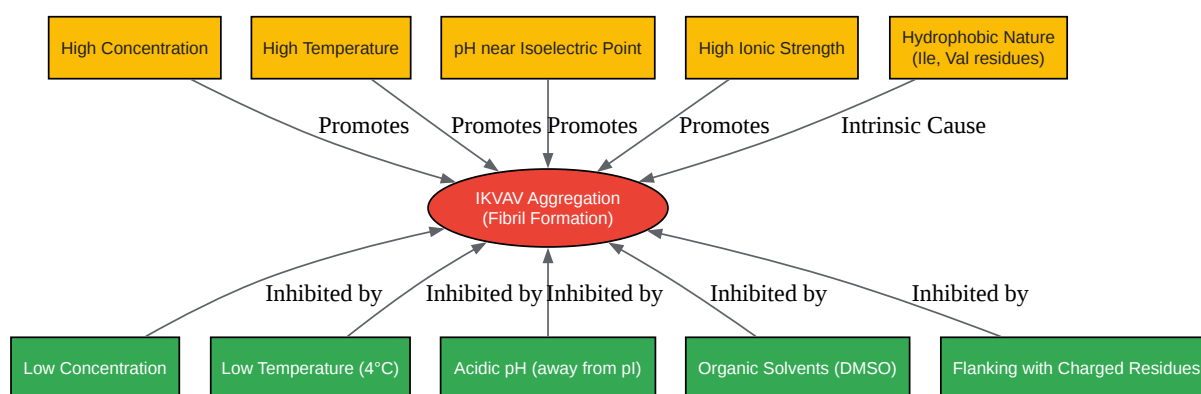 High Concentration
High Temperature
pH near Isoelectric Point
High Ionic Strength
Hydrophobic Nature
(Ile, Val residues)
Promotes
Promotes
Promotes
Promotes
Intrinsic Cause
IKVAV Aggregation
(Fibril Formation)
Inhibited by
Inhibited by
Inhibited by
Inhibited by
Inhibited by
Low Concentration
Low Temperature (4°C)
Acidic pH (away from pI)
Organic Solvents (DMSO)
Flanking with Charged Residues